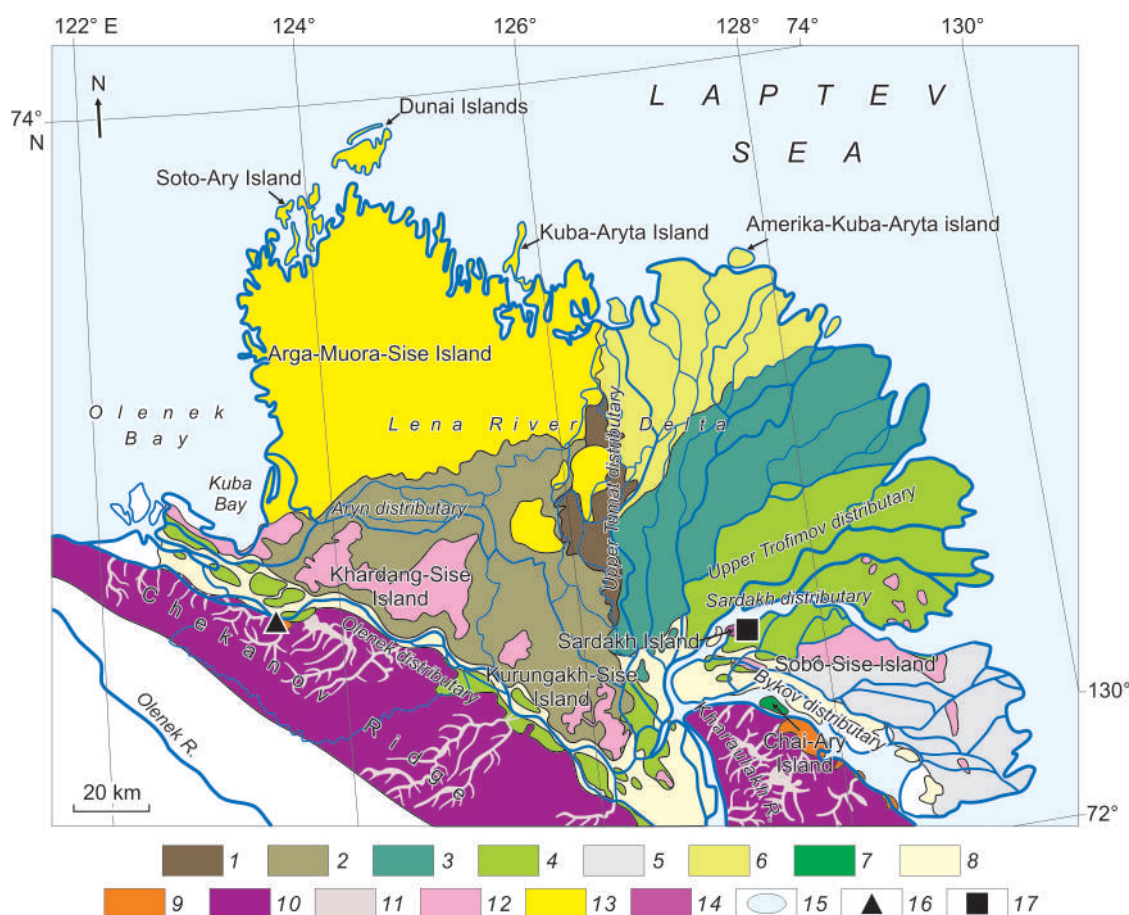 122° E 124° 126° 128° 74° 130°
N
74°
N
L A P T E V
S E A
Dunai Islands
Soto-Ary Island
Kuba-Aryta Island
Amerika-Kuba-Aryta island
Arga-Muora-Sise Island
Olenek
Bay
Lena River Delta
Kuba
Bay
Aryn distributary
Upper Tumat distributary
Upper Trofimov distributary
Khardang-Sise
Island
Sardakh distributary
Sardakh Island
Chekanov Ridge
Olenek distributary
Kurungakh-Sise
Island
Sobo-Sise-Island
Bykov distributary
130°
Olenek R.
Kharaulakh R.
Chai-Ary
Island
20 km
72°
1 2 3 4 5 6 7 8
9 10 11 12 13 14 15 16 17